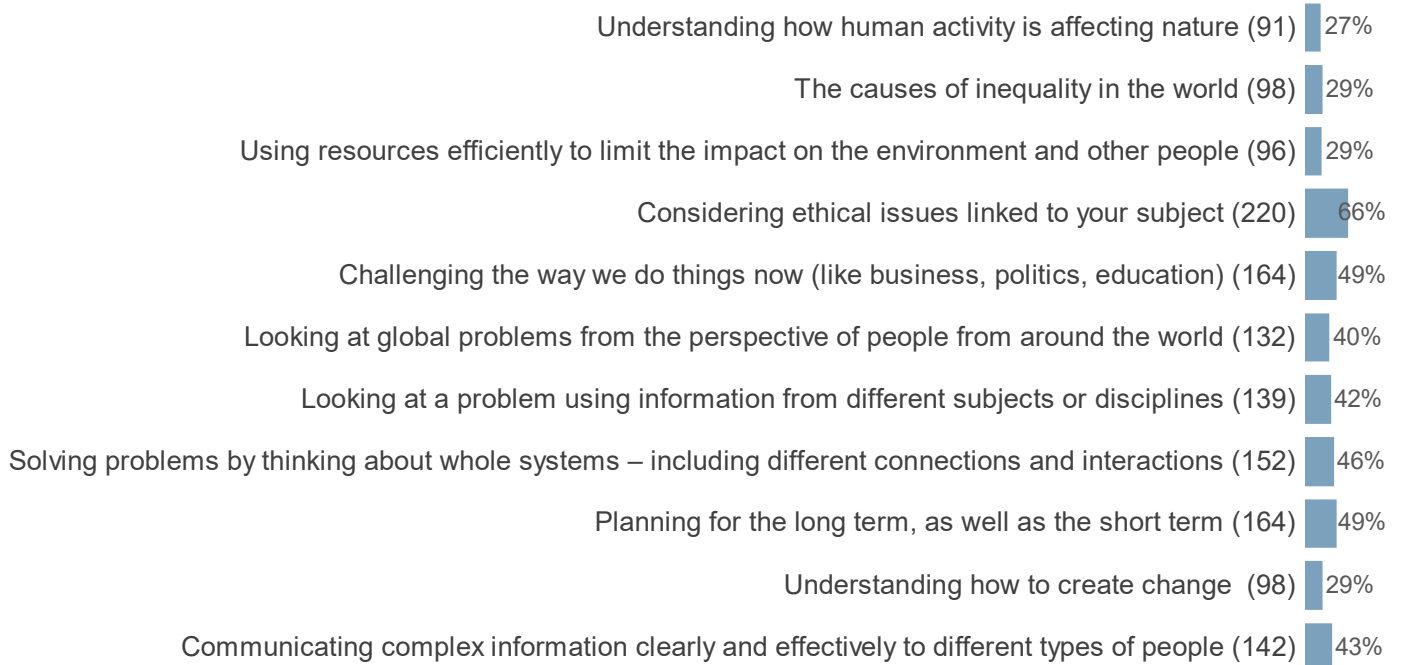 Understanding how human activity is affecting nature (91) 27%
The causes of inequality in the world (98) 29%
Using resources efficiently to limit the impact on the environment and other people (96) 29%
Considering ethical issues linked to your subject (220) 66%
Challenging the way we do things now (like business, politics, education) (164) 49%
Looking at global problems from the perspective of people from around the world (132) 40%
Looking at a problem using information from different subjects or disciplines (139) 42%
Solving problems by thinking about whole systems – including different connections and interactions (152) 46%
Planning for the long term, as well as the short term (164) 49%
Understanding how to create change (98) 29%
Communicating complex information clearly and effectively to different types of people (142) 43%